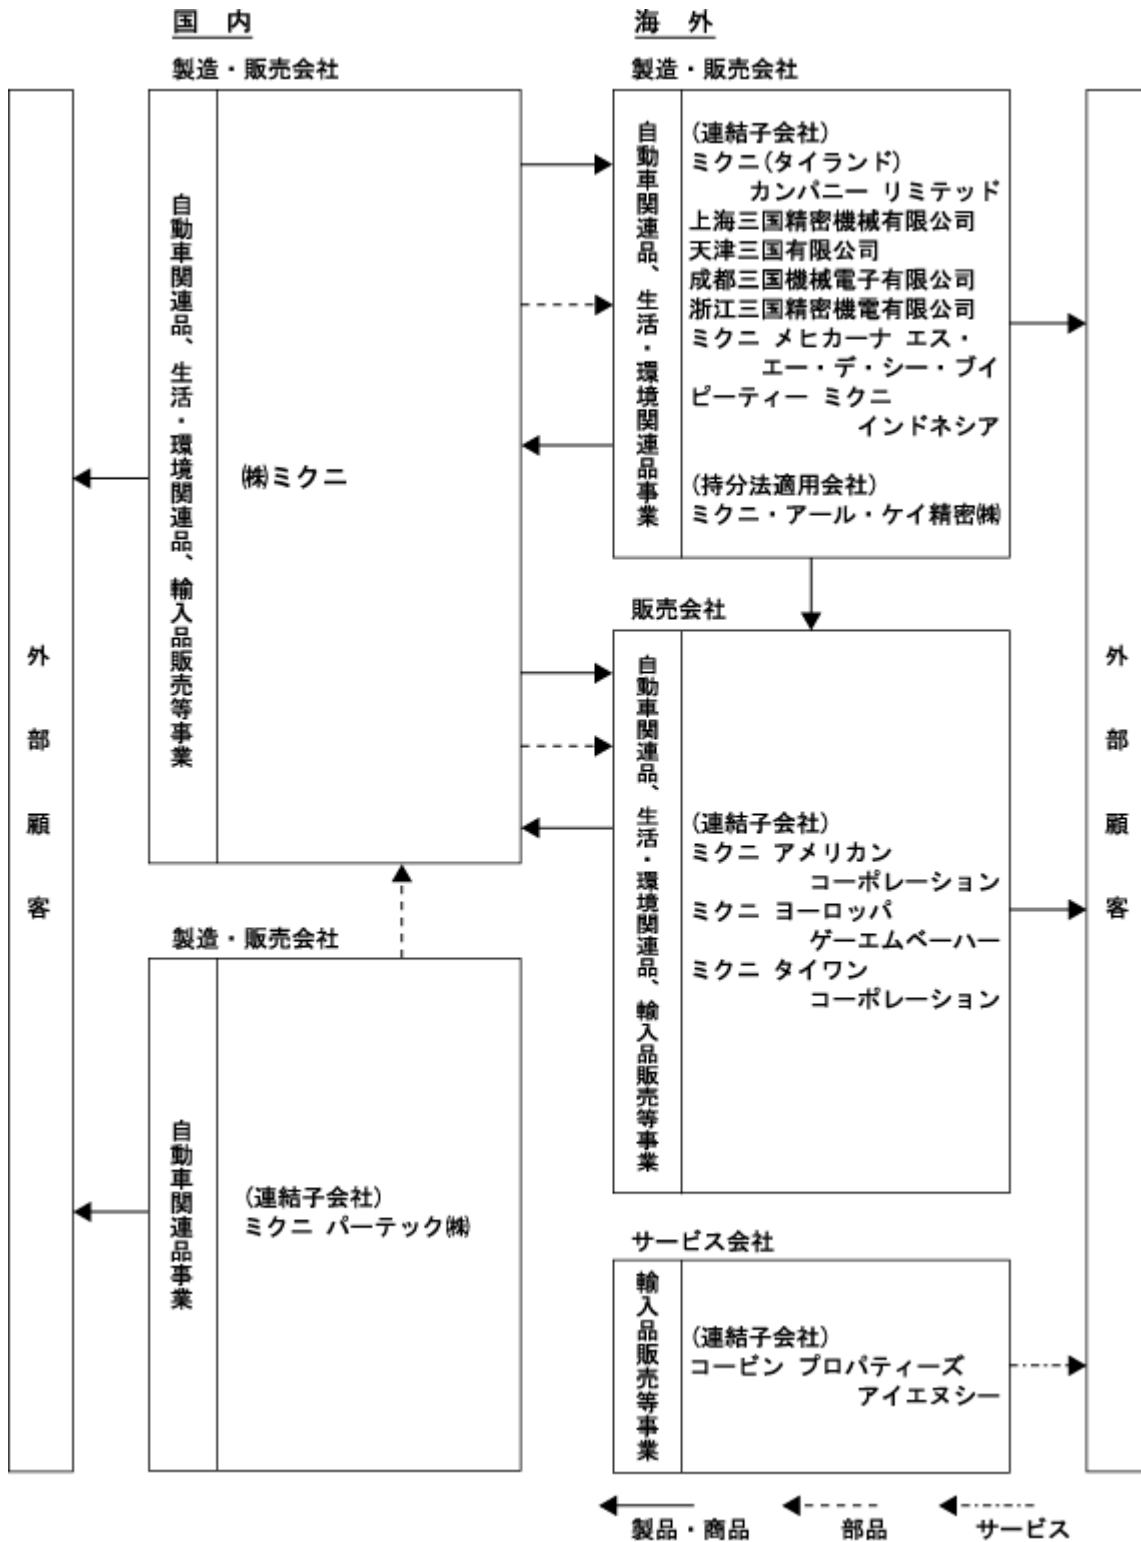 国 内
製造・販売会社
外部顧客
自動車関連品、生活・環境関連品、輸入品販売等事業
㈱ミクニ
製造・販売会社
自動車関連品事業
(連結子会社)
ミクニ パーテック㈱
海 外
製造・販売会社
自動車関連品、生活・環境関連品事業
(連結子会社)
ミクニ(タイランド)
カンパニー リミテッド
上海三国精密機械有限公司
天津三国有限公司
成都三国機械電子有限公司
浙江三国精密機電有限公司
ミクニ メヒカーナ エス・
エー・デ・シー・ブイ
ピーティー ミクニ
インドネシア
(持分法適用会社)
ミクニ・アール・ケイ精密㈱
販売会社
自動車関連品、生活・環境関連品、輸入品販売等事業
(連結子会社)
ミクニ アメリカン
コーポレーション
ミクニ ヨーロッパ
ゲーエムベーハー
ミクニ タイワン
コーポレーション
サービス会社
輸入品販売等事業
(連結子会社)
コービン プロパティーズ
アイエヌシー
外部顧客
製品・商品
部品
サービス